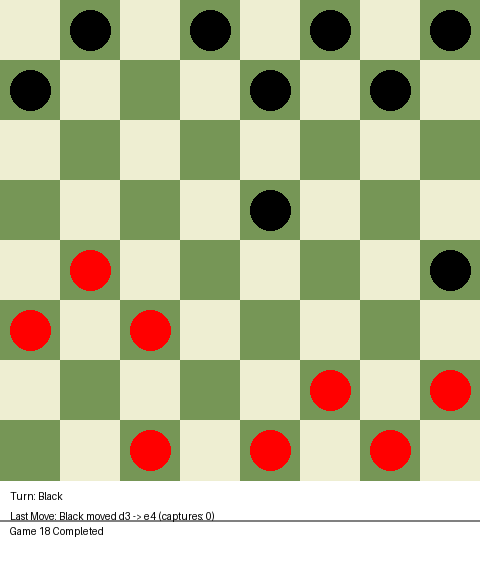 Turn: Black
Last Move: Black moved d3 -> e4 (captures: 0)
Game 18 Completed